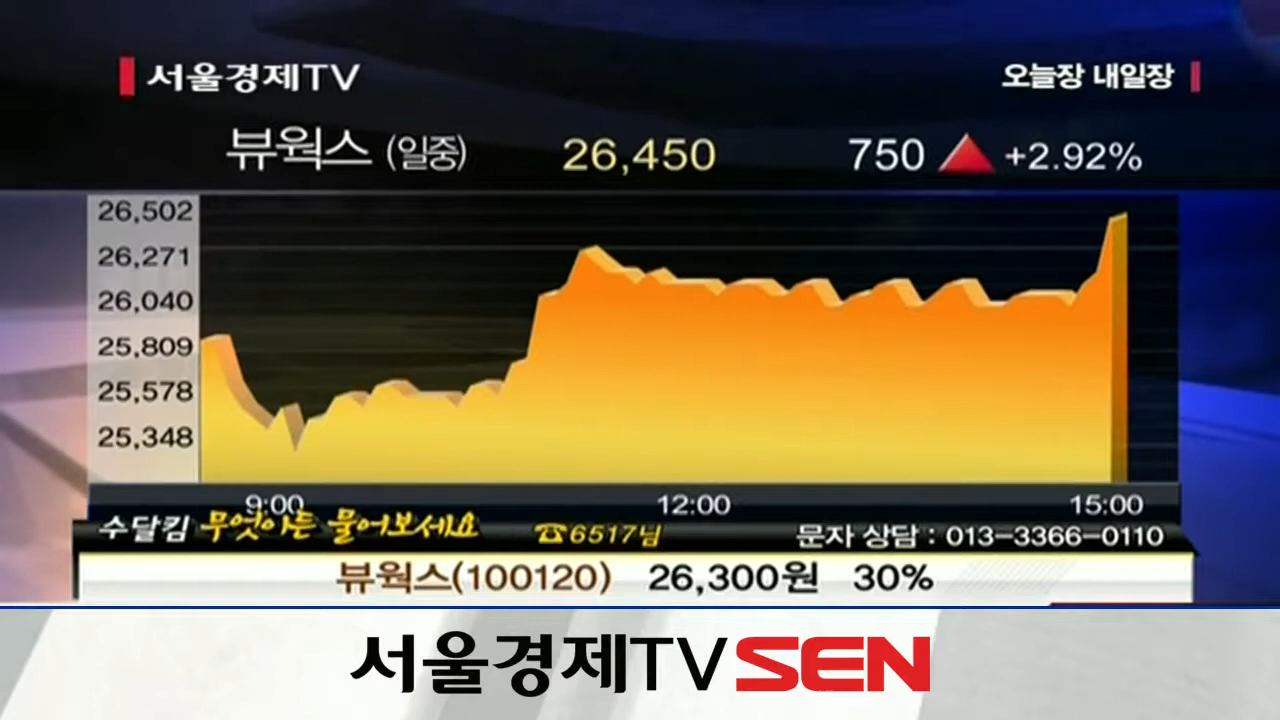 서울경제TV 오늘장 내일장
뷰웍스 (일중) 26,450 750 ▲ +2.92%
26,502
26,271
26,040
25,809
25,578
25,348
9:00 12:00 15:00
수달킴 무엇이든 물어보세요 ☎6517님 문자 상담 : 013-3366-0110
뷰웍스(100120) 26,300원 30%
서울경제TV SEN